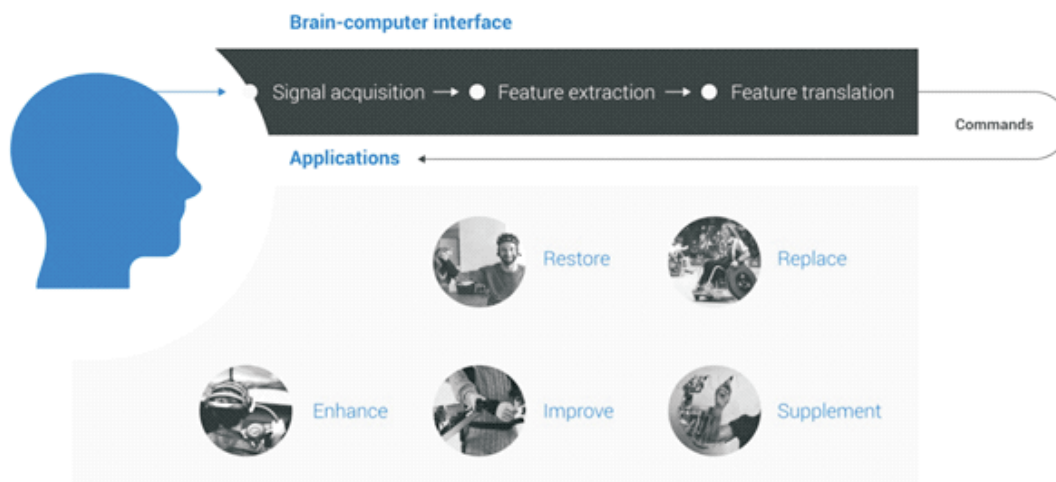 Brain-computer interface
Signal acquisition
Feature extraction
Feature translation
Commands
Applications
Restore
Replace
Enhance
Improve
Supplement